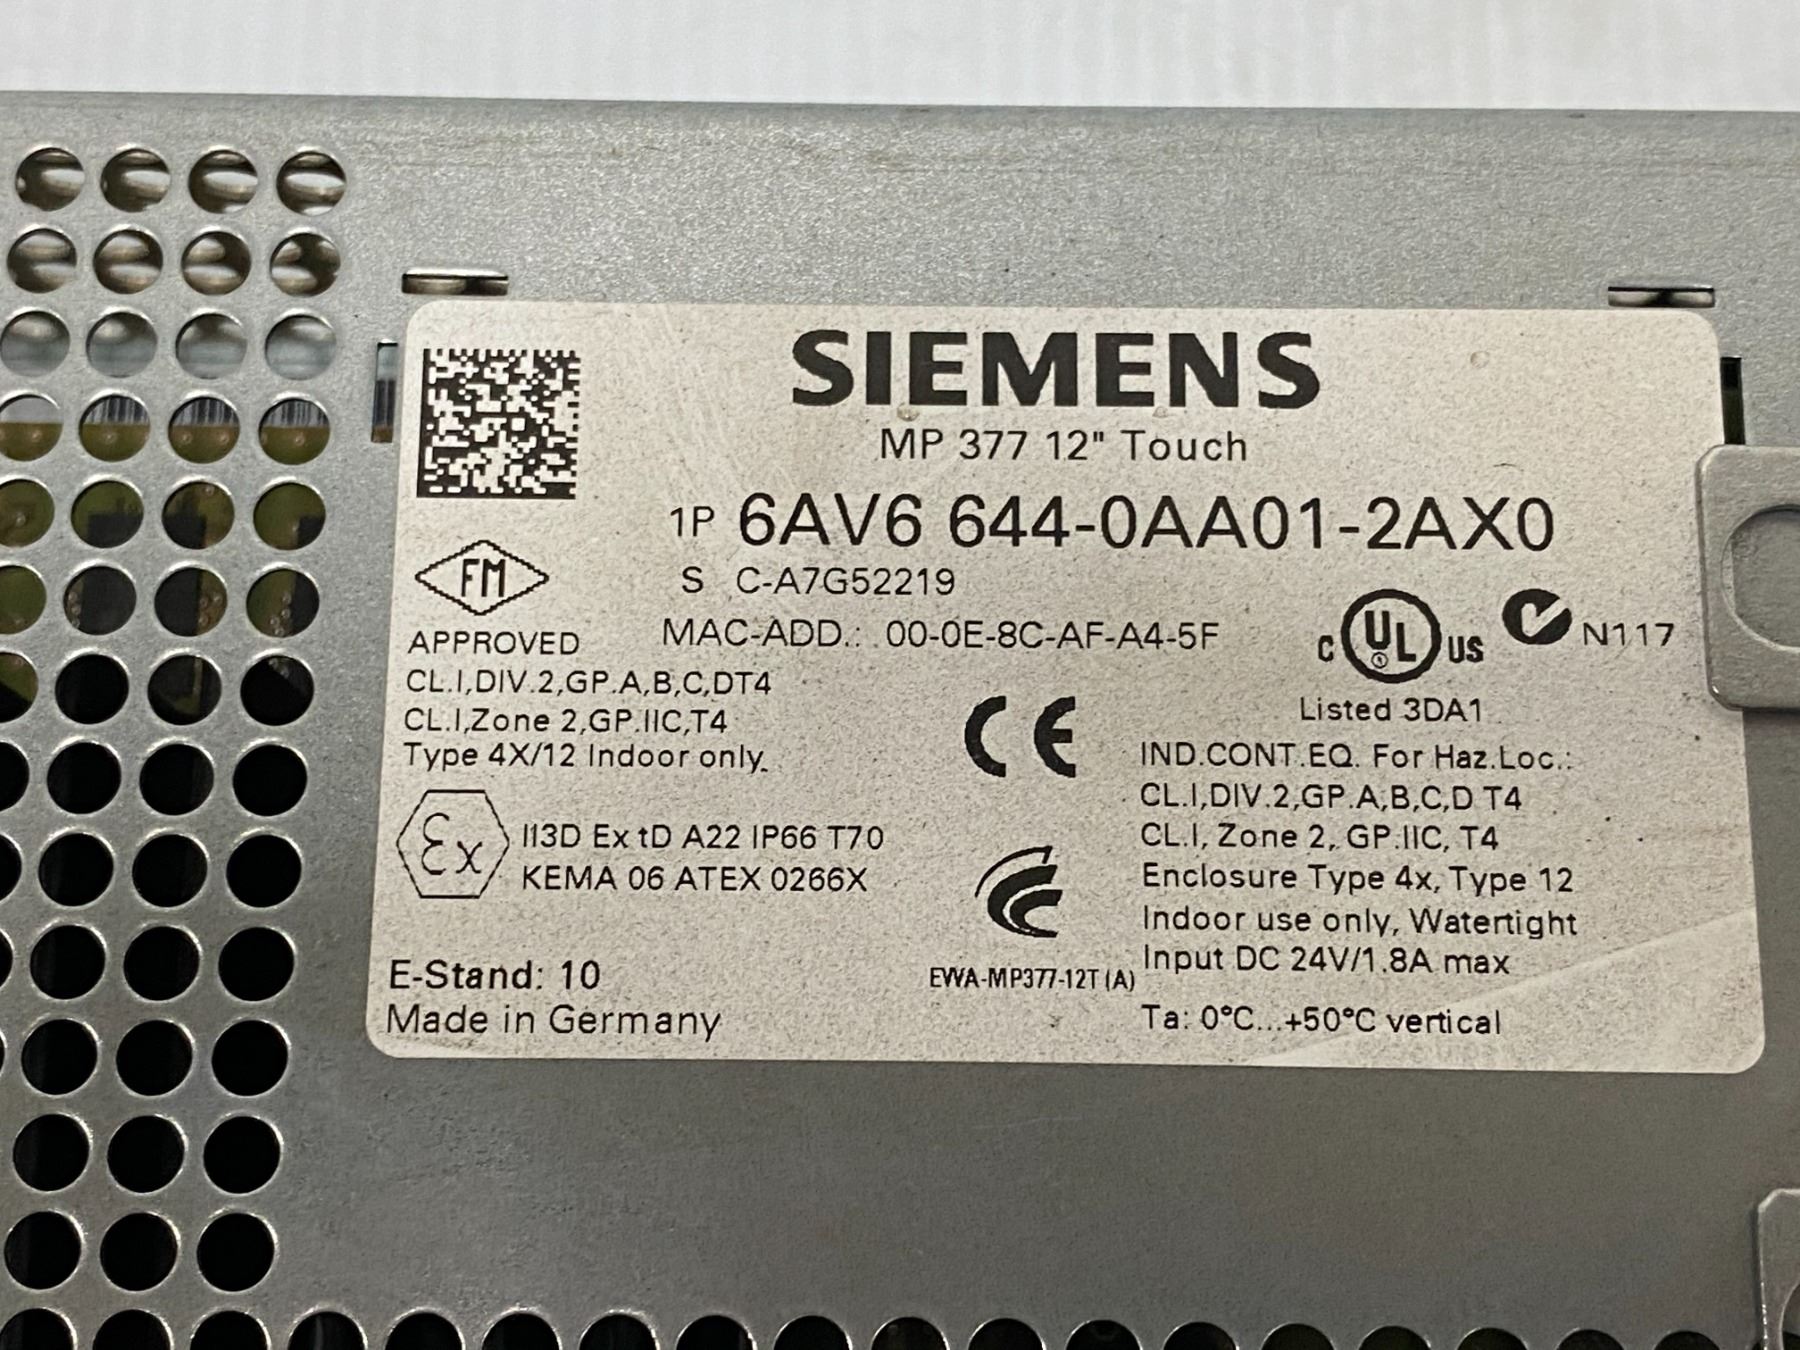 SIEMENS
MP 377 12" Touch
1P 6AV6 644-0AA01-2AX0
S C-A7G52219
MAC-ADD.: 00-0E-8C-AF-A4-5F
FM
APPROVED
CL.I,DIV.2,GP.A,B,C,DT4
CL.I,Zone 2,GP.IIC,T4
Type 4X/12 Indoor only.
C UL US
N117
Listed 3DA1
CE
IND.CONT.EQ. For Haz.Loc.:
CL.I,DIV.2,GP.A,B,C,D T4
CL.I, Zone 2, GP.IIC, T4
Enclosure Type 4x, Type 12
Indoor use only, Watertight
Input DC 24V/1.8A max
Ta: 0°C...+50°C vertical
Ex II3D Ex tD A22 IP66 T70
KEMA 06 ATEX 0266X
EWA-MP377-12T (A)
E-Stand: 10
Made in Germany